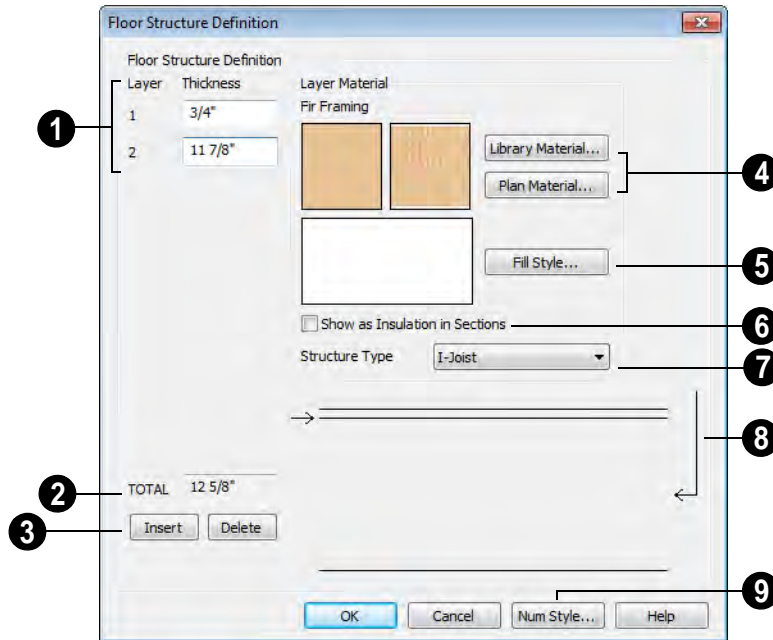 Floor Structure Definition
Floor Structure Definition
Layer Thickness
Layer Material
1 3/4"
Fir Framing
1
2 11 7/8"
Library Material...
4
Plan Material...
Fill Style...
5
Show as Insulation in Sections
6
Structure Type I-Joist
7
8
2
TOTAL 12 5/8"
3
Insert Delete
9
OK Cancel Num Style... Help